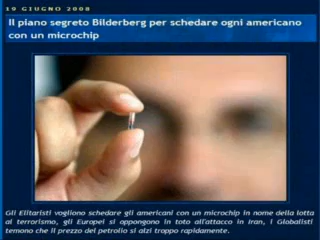 19 GIUGNO 2008
Il piano segreto Bilderberg per schedare ogni americano
con un microchip
Gli Elitaristi vogliono schedare gli americani con un microchip in nome della lotta
al terrorismo, gli Europei si oppongono in toto all'attacco in Iran, i Globalisti
temono che il prezzo del petrolio si alzi troppo rapidamente.